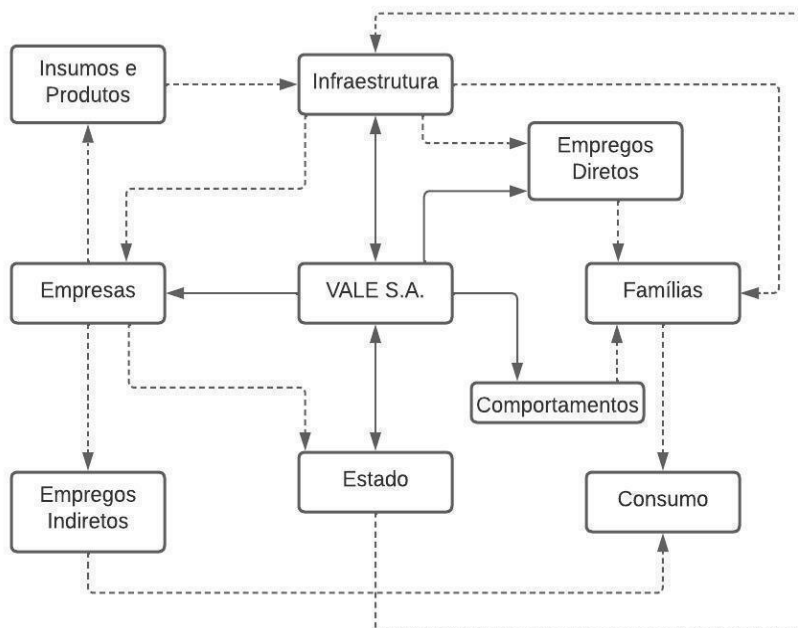 Insumos e
Produtos
Infraestrutura
Empregos
Diretos
Empresas
VALE S.A.
Famílias
Comportamentos
Empregos
Indiretos
Estado
Consumo